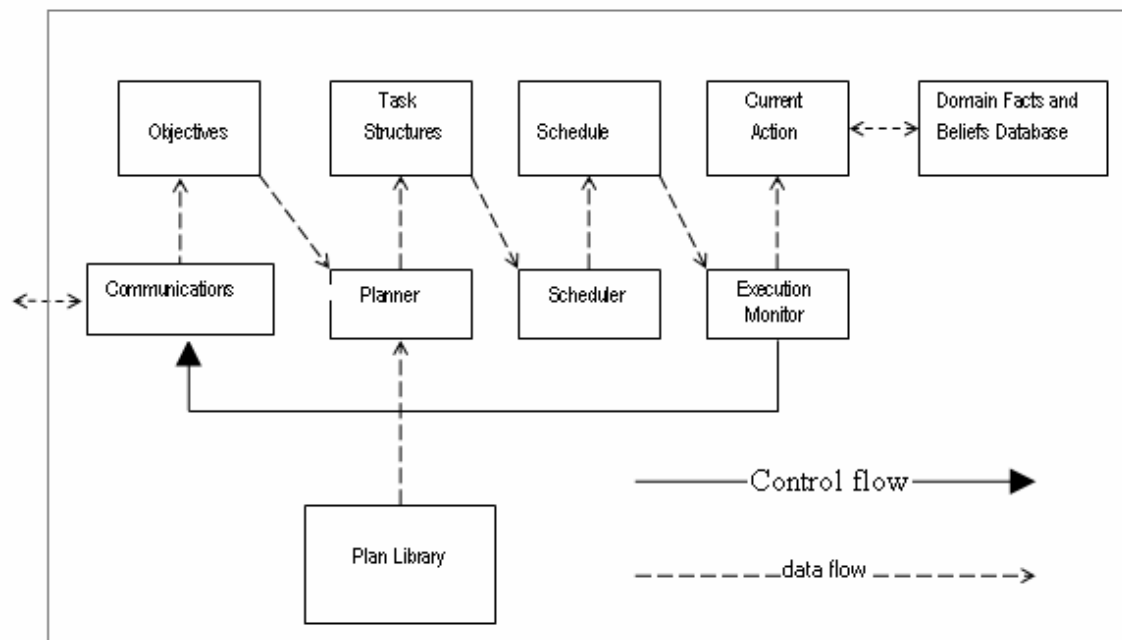 Objectives
Task
Structures
Schedule
Current
Action
Domain Facts and
Beliefs Database
Communications
Planner
Scheduler
Execution
Monitor
Control flow
Plan Library
data flow